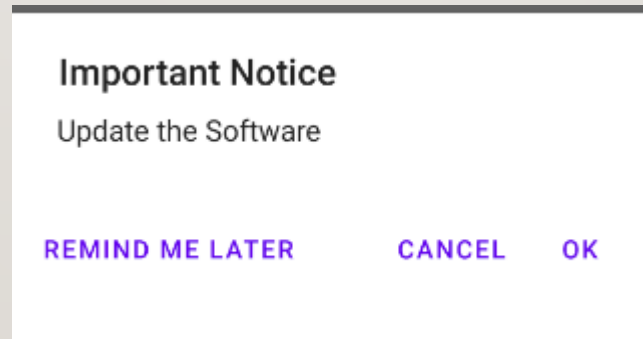 Important Notice
Update the Software
REMIND ME LATER CANCEL OK